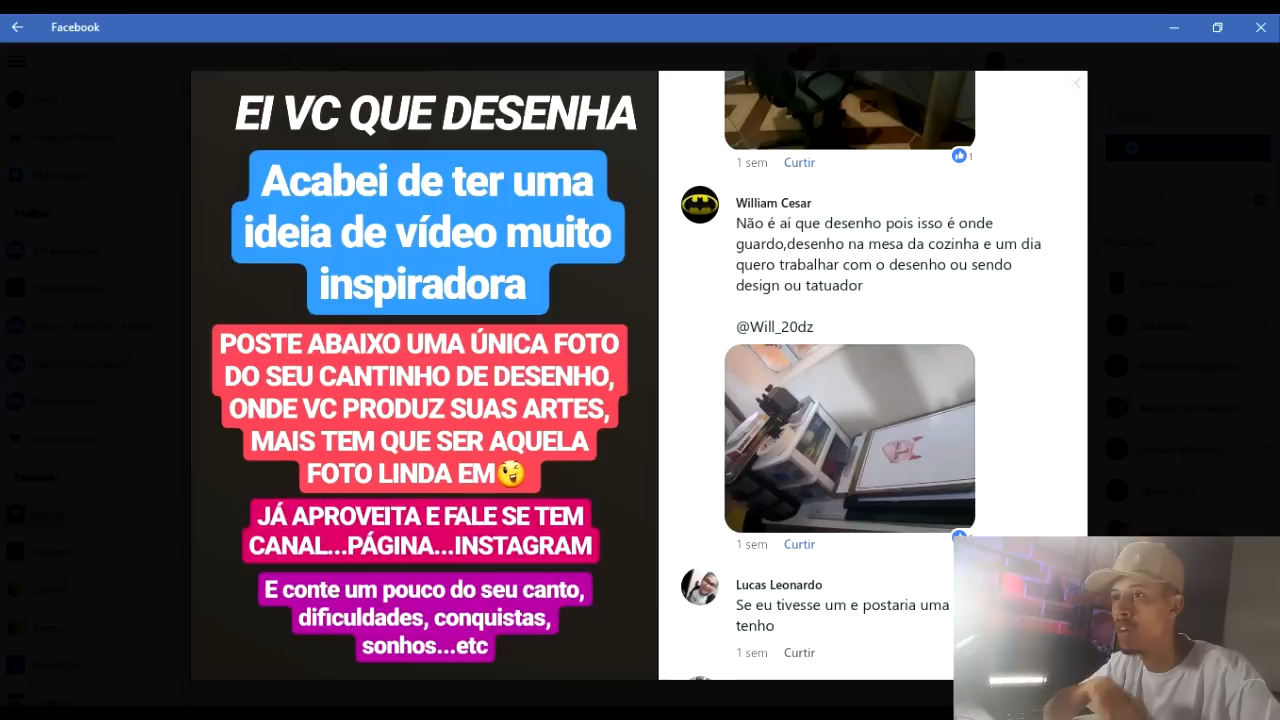 Facebook
EI VC QUE DESENHA
Acabei de ter uma
ideia de vídeo muito
inspiradora
POSTE ABAIXO UMA ÚNICA FOTO
DO SEU CANTINHO DE DESENHO,
ONDE VC PRODUZ SUAS ARTES,
MAIS TEM QUE SER AQUELA
FOTO LINDA EM😉
JÁ APROVEITA E FALE SE TEM
CANAL...PÁGINA...INSTAGRAM
E conte um pouco do seu canto,
dificuldades, conquistas,
sonhos...etc
1 sem Curtir
1
William Cesar
Não é aí que desenho pois isso é onde
guardo,desenho na mesa da cozinha e um dia
quero trabalhar com o desenho ou sendo
design ou tatuador
@Will_20dz
1 sem Curtir
Lucas Leonardo
Se eu tivesse um e postaria uma
tenho
1 sem Curtir